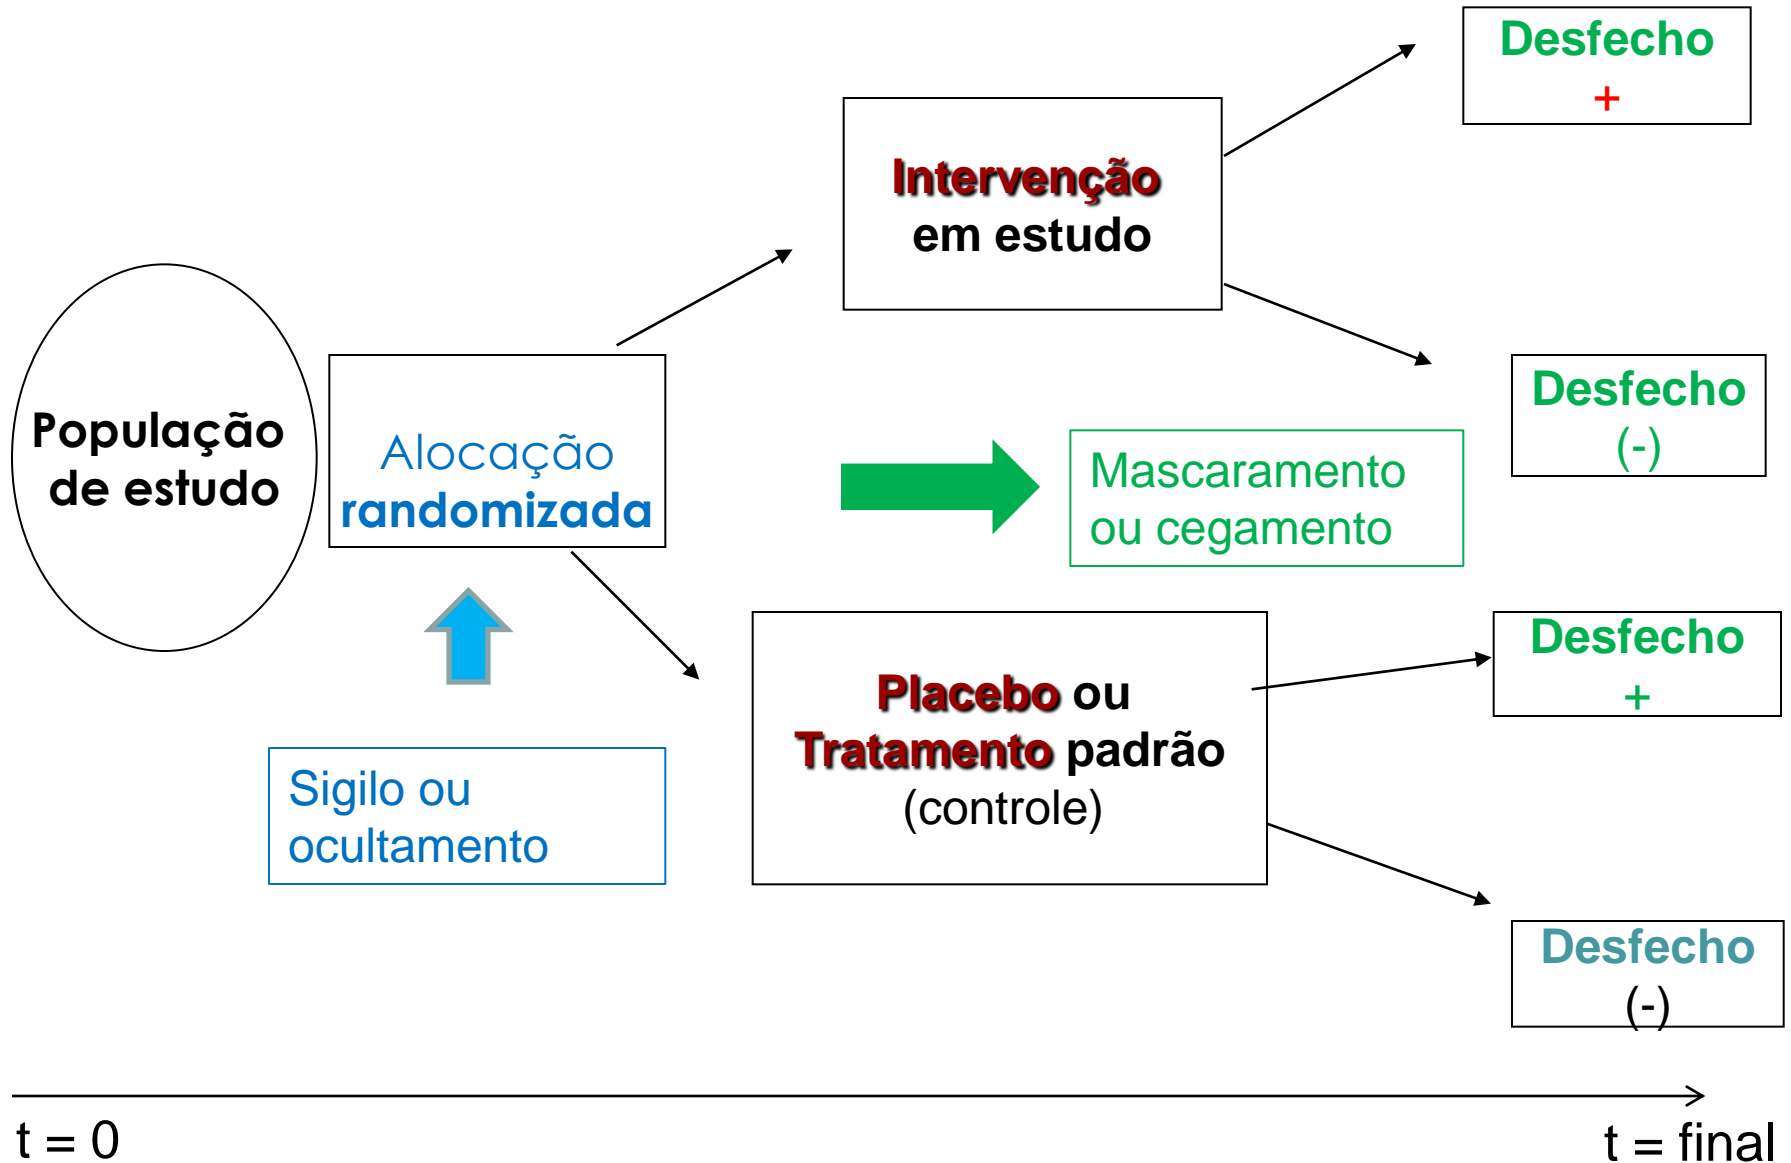 População
de estudo
Alocação
randomizada
Sigilo ou
ocultamento
Intervenção
em estudo
Mascaramento
ou cegamento
Placebo ou
Tratamento padrão
(controle)
Desfecho
+
Desfecho
(-)
Desfecho
+
Desfecho
(-)
t = 0
t = final